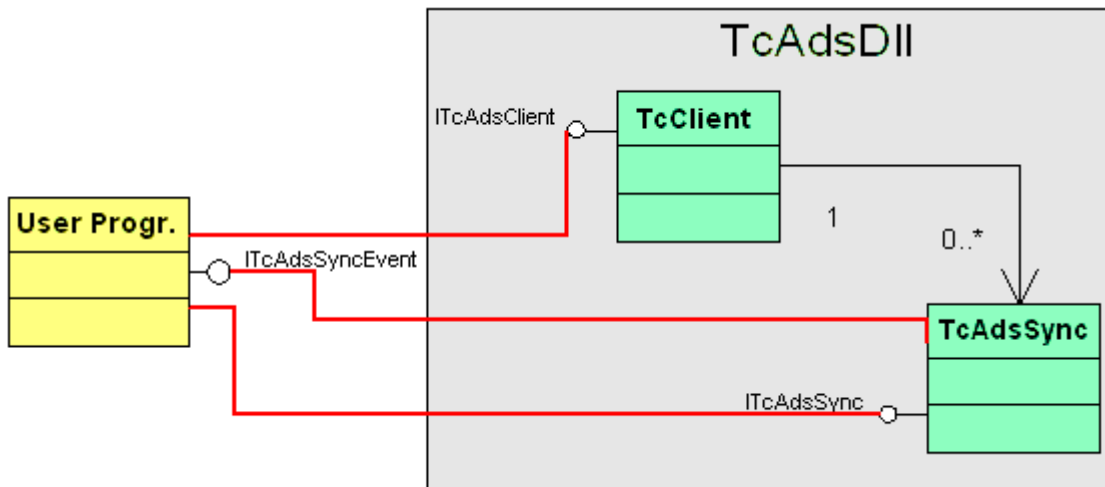 TcAdsDll
ITcAdsClient
TcClient
User Progr.
1
0..*
ITcAdsSyncEvent
TcAdsSync
ITcAdsSync